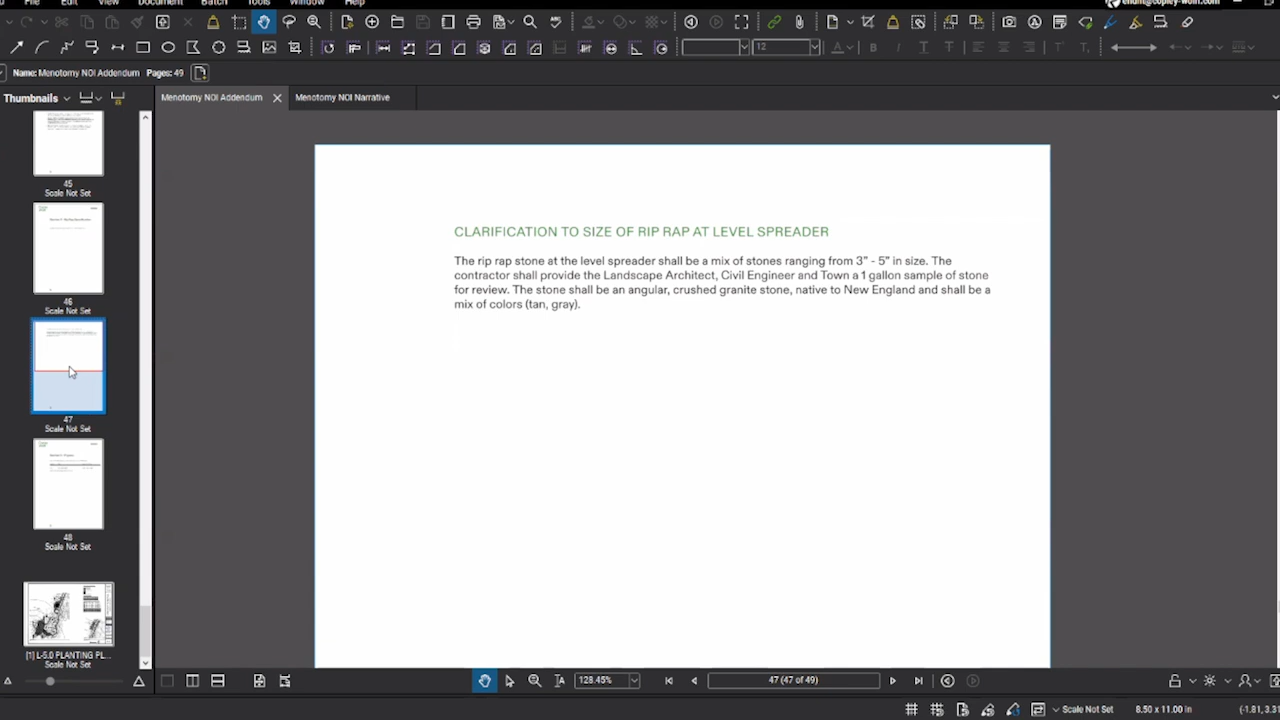 File Edit View Document Batch Tools Window Help
12
Name: Menotomy NOI Addendum Pages: 49
Thumbnails
Menotomy NOI Addendum
Menotomy NOI Narrative
45
Scale Not Set
46
Scale Not Set
47
Scale Not Set
48
Scale Not Set
[1] L-5.0 PLANTING PL...
Scale Not Set
CLARIFICATION TO SIZE OF RIP RAP AT LEVEL SPREADER
The rip rap stone at the level spreader shall be a mix of stones ranging from 3" - 5" in size. The
contractor shall provide the Landscape Architect, Civil Engineer and Town a 1 gallon sample of stone
for review. The stone shall be an angular, crushed granite stone, native to New England and shall be a
mix of colors (tan, gray).
128.45%
47 (47 of 49)
Scale Not Set
8.50 x 11.00 in